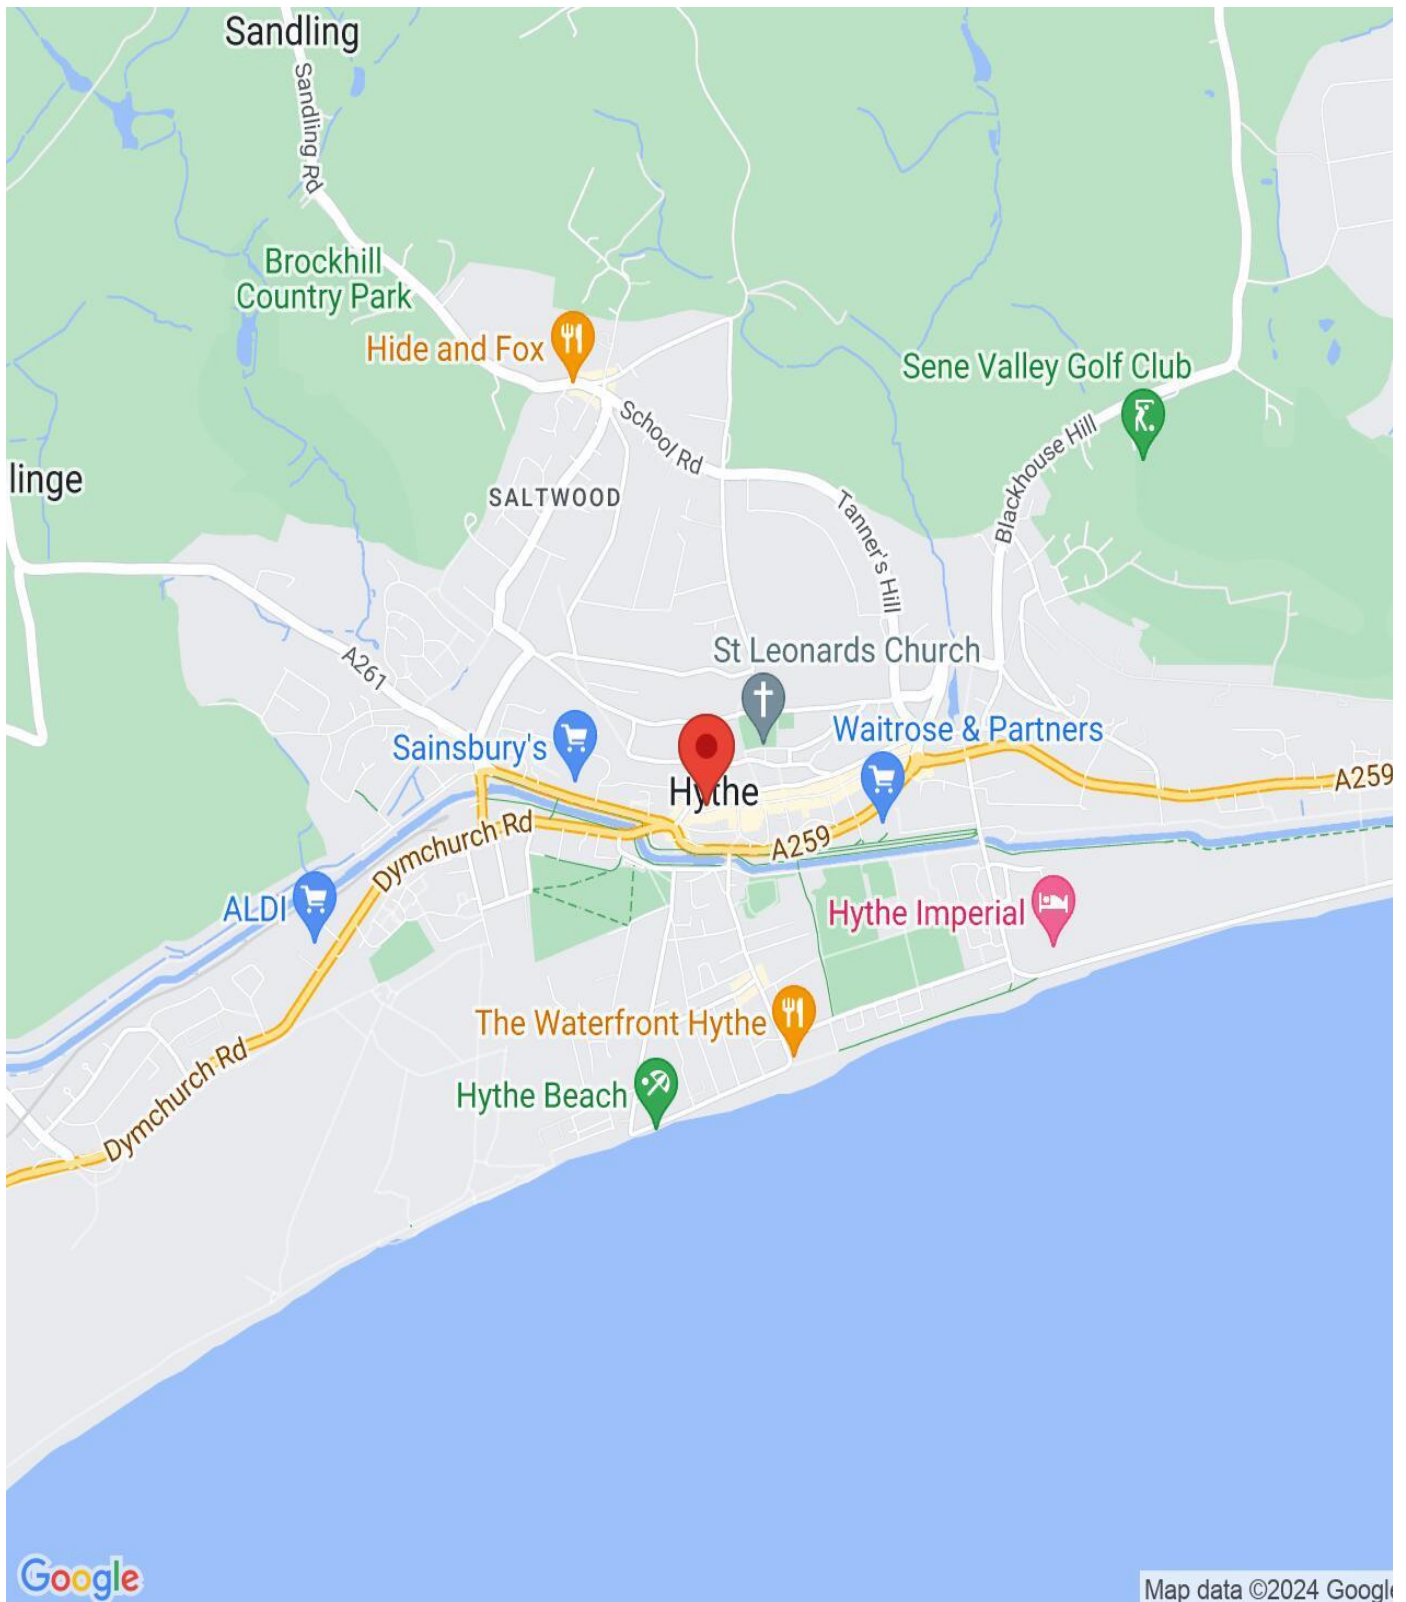 Sandling
Sandling Rd
Brockhill
Country Park
Hide and Fox
Sene Valley Golf Club
School Rd
Blackhouse Hill
linge
SALTWOOD
Tanner's Hill
St Leonards Church
A261
Waitrose & Partners
Sainsbury's
Hythe
A259
Dymchurch Rd
A259
ALDI
Hythe Imperial
The Waterfront Hythe
Dymchurch Rd
Hythe Beach
Google
Map data ©2024 Google